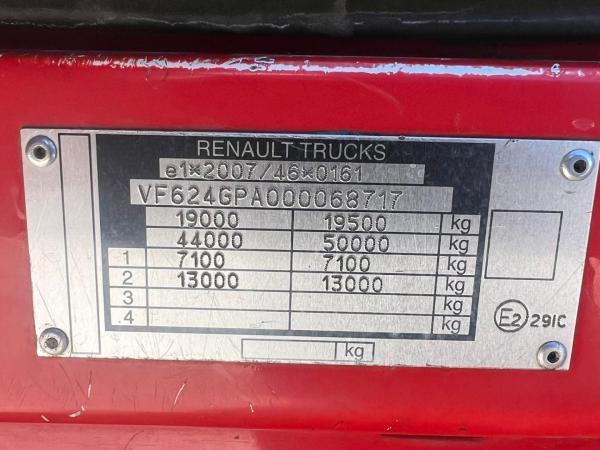 RENAULT TRUCKS
e1*2007/46*0161
VF624GPA000068717
19000 19500 kg
44000 50000 kg
1 7100 7100 kg
2 13000 13000 kg
3 kg
4 kg
kg
E2 291C